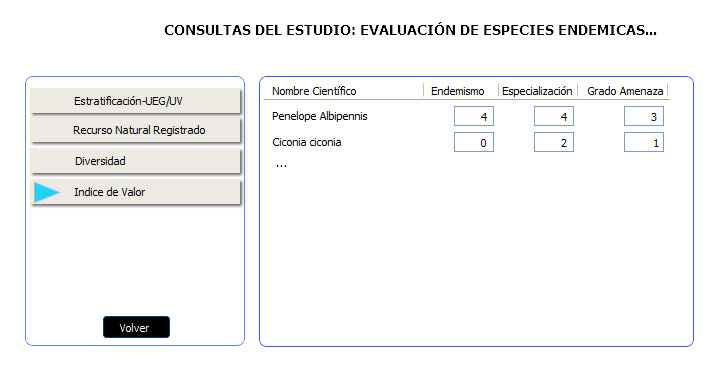 CONSULTAS DEL ESTUDIO: EVALUACIÓN DE ESPECIES ENDEMICAS...
Estratificación-UEG/UV
Recurso Natural Registrado
Diversidad
Indice de Valor
Volver
Nombre Científico Endemismo Especialización Grado Amenaza
Penelope Albipennis 4 4 3
Ciconia ciconia 0 2 1
...